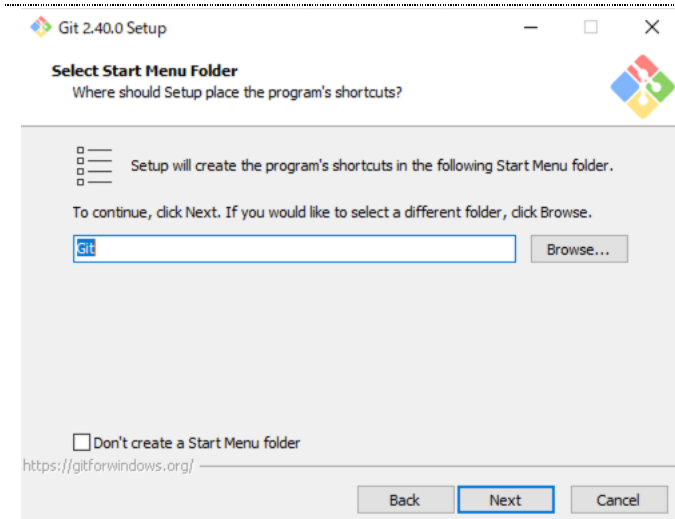 Git 2.40.0 Setup
Select Start Menu Folder
Where should Setup place the program's shortcuts?
Setup will create the program's shortcuts in the following Start Menu folder.
To continue, click Next. If you would like to select a different folder, click Browse.
Git
Browse...
Don't create a Start Menu folder
https://gitforwindows.org/
Back
Next
Cancel